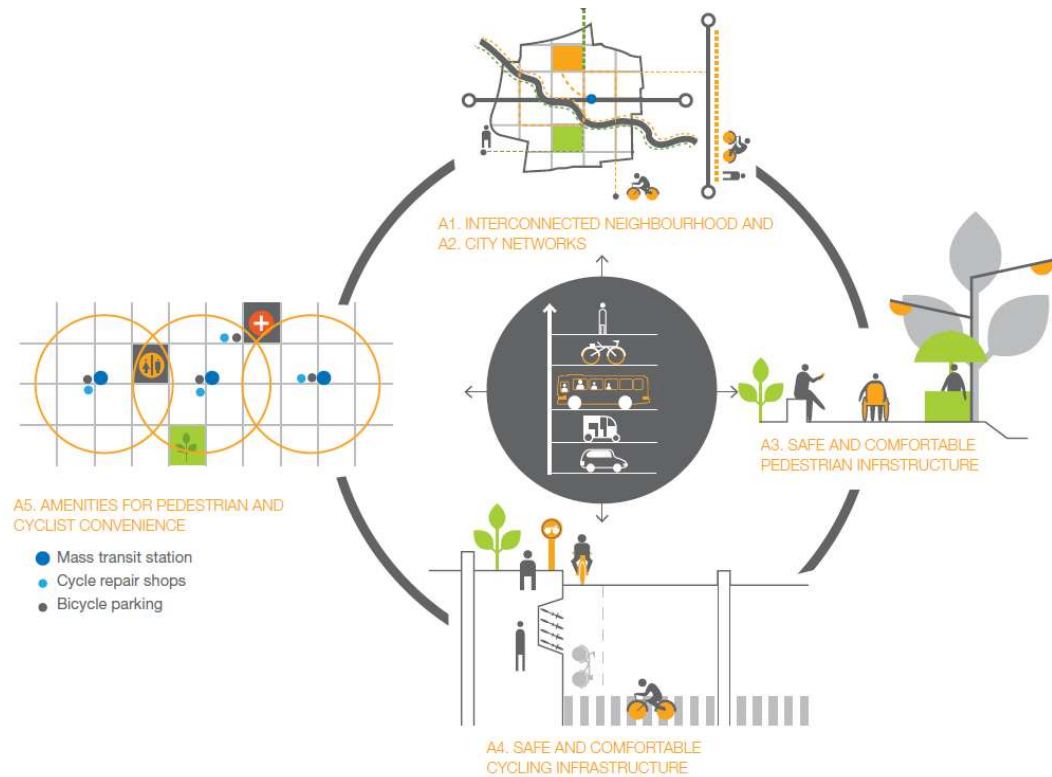 A1. INTERCONNECTED NEIGHBOURHOOD AND
A2. CITY NETWORKS
A3. SAFE AND COMFORTABLE
PEDESTRIAN INFRSTRUCTURE
A5. AMENITIES FOR PEDESTRIAN AND
CYCLIST CONVENIENCE
Mass transit station
Cycle repair shops
Bicycle parking
A4. SAFE AND COMFORTABLE
CYCLING INFRASTRUCTURE